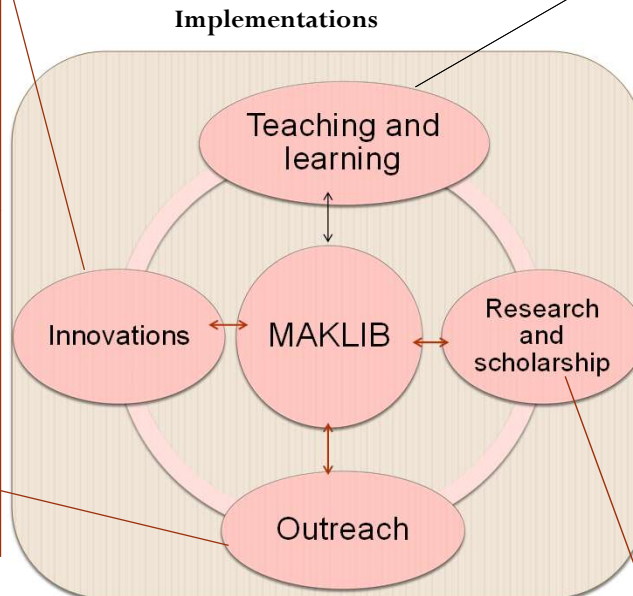 Implementations
Teaching and
learning
Innovations
MAKLIB
Research
and
scholarship
Outreach